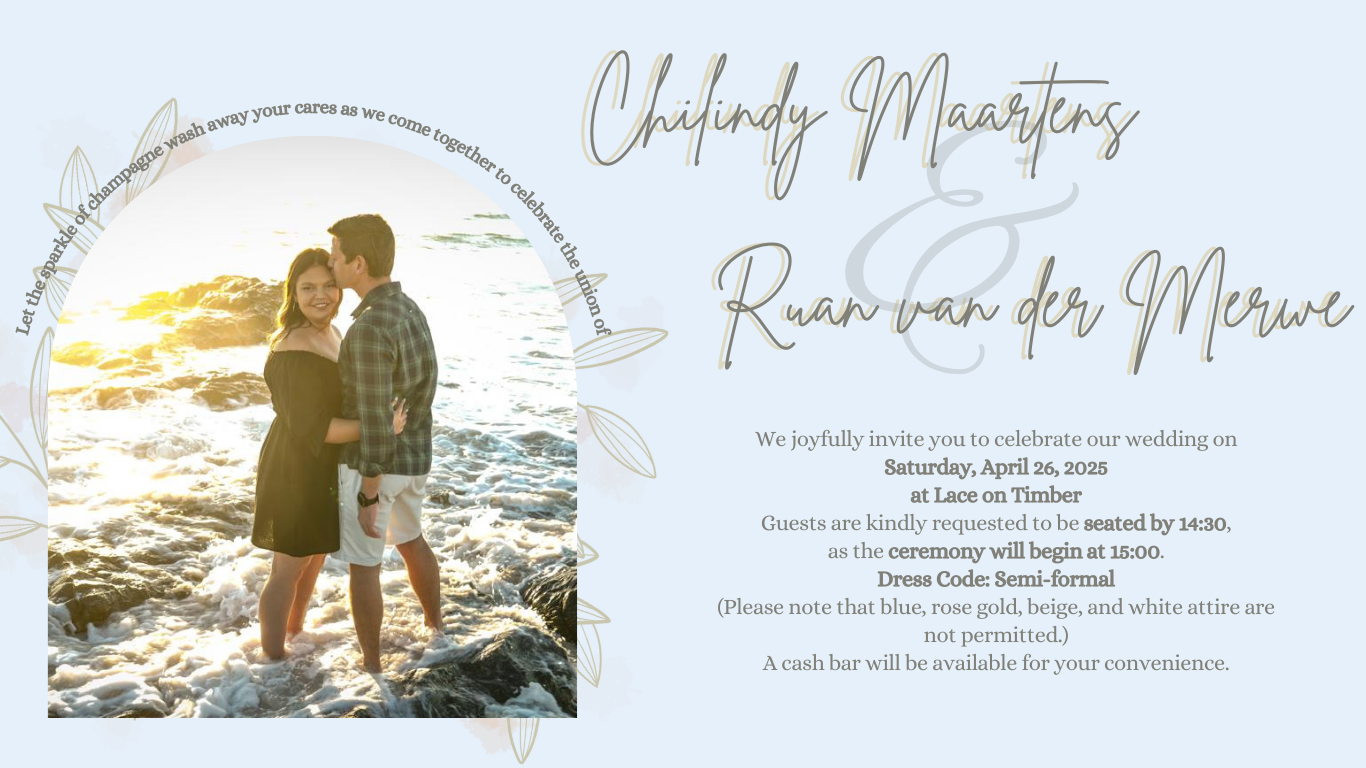 Let the sparkle of champagne wash away your cares as we come together to celebrate the union of
Chilindy Maartens
&
Ruan van der Merwe
We joyfully invite you to celebrate our wedding on
Saturday, April 26, 2025
at Lace on Timber
Guests are kindly requested to be seated by 14:30,
as the ceremony will begin at 15:00.
Dress Code: Semi-formal
(Please note that blue, rose gold, beige, and white attire are
not permitted.)
A cash bar will be available for your convenience.